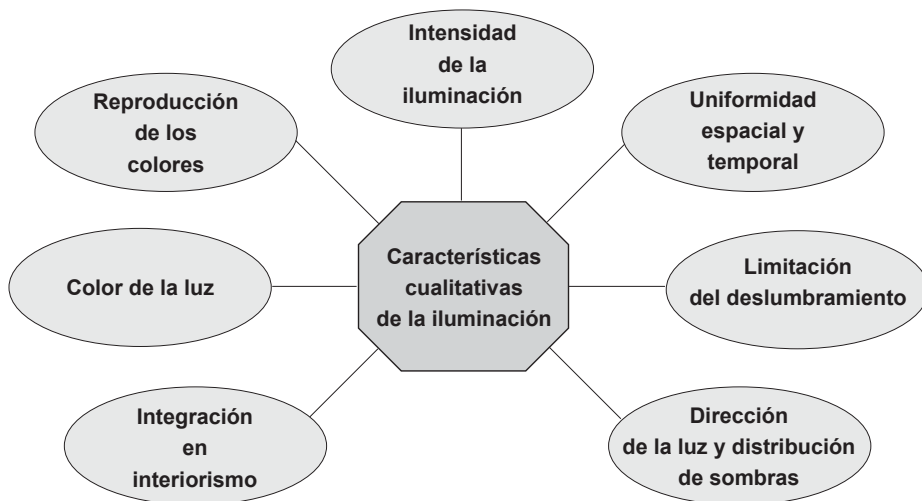 Intensidad
de la
iluminación
Reproducción
de los
colores
Uniformidad
espacial y
temporal
Características
cualitativas
de la iluminación
Color de la luz
Limitación
del deslumbramiento
Integración
en
interiorismo
Dirección
de la luz y distribución
de sombras